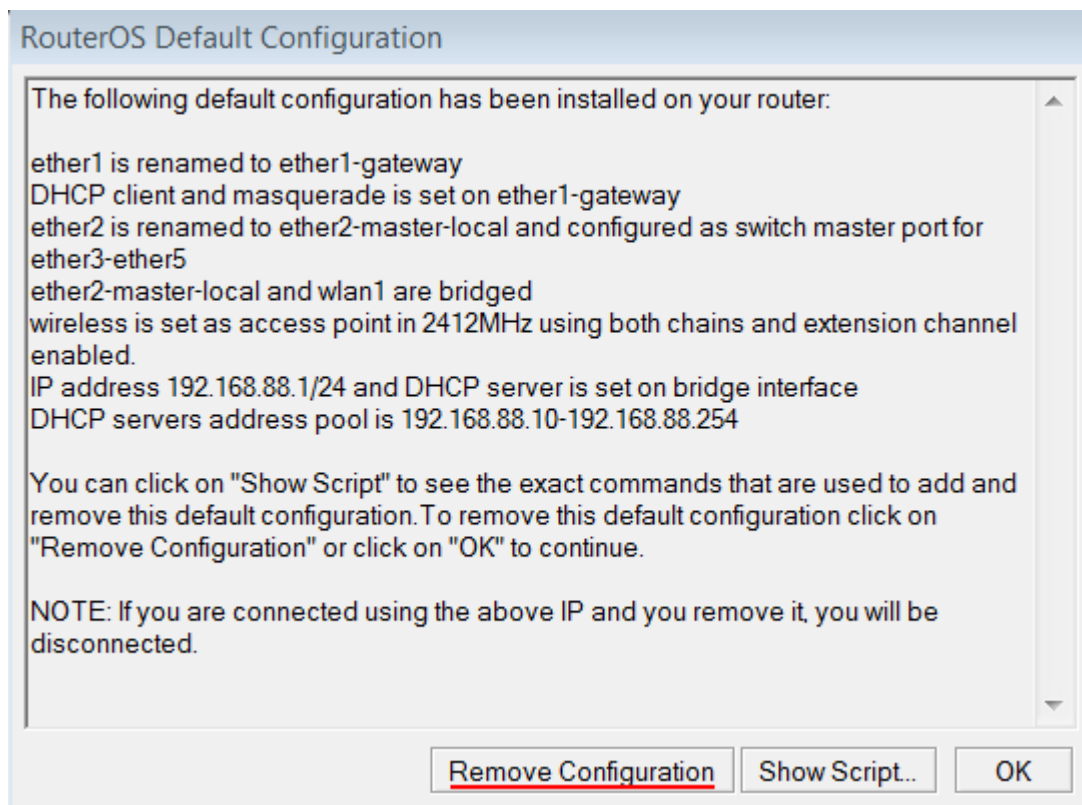 RouterOS Default Configuration
The following default configuration has been installed on your router:
ether1 is renamed to ether1-gateway
DHCP client and masquerade is set on ether1-gateway
ether2 is renamed to ether2-master-local and configured as switch master port for
ether3-ether5
ether2-master-local and wlan1 are bridged
wireless is set as access point in 2412MHz using both chains and extension channel
enabled.
IP address 192.168.88.1/24 and DHCP server is set on bridge interface
DHCP servers address pool is 192.168.88.10-192.168.88.254
You can click on "Show Script" to see the exact commands that are used to add and
remove this default configuration.To remove this default configuration click on
"Remove Configuration" or click on "OK" to continue.
NOTE: If you are connected using the above IP and you remove it, you will be
disconnected.
Remove Configuration Show Script... OK